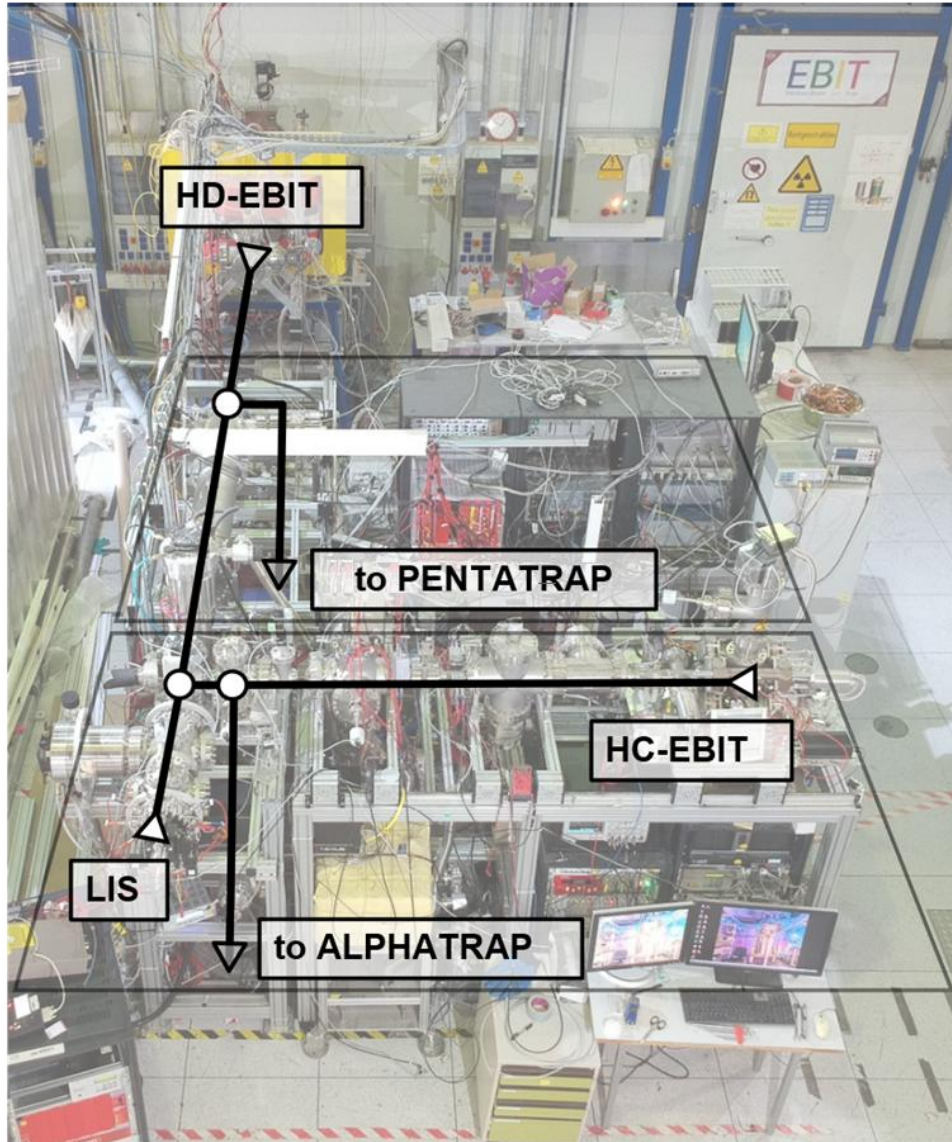 EBIT
HD-EBIT
to PENTATRAP
HC-EBIT
LIS
to ALPHATRAP